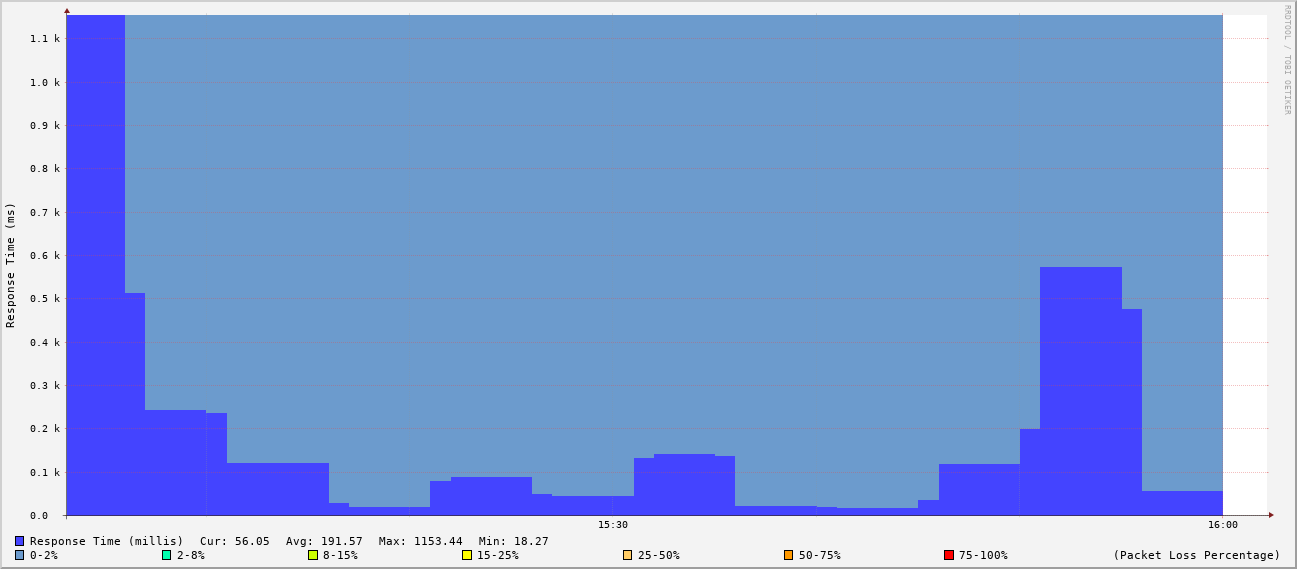 RRDTOOL / TOBI OETIKER
Response Time (ms)
1.1 k
1.0 k
0.9 k
0.8 k
0.7 k
0.6 k
0.5 k
0.4 k
0.3 k
0.2 k
0.1 k
0.0
15:30 16:00
Response Time (millis) Cur: 56.05 Avg: 191.57 Max: 1153.44 Min: 18.27
0-2% 2-8% 8-15% 15-25% 25-50% 50-75% 75-100% (Packet Loss Percentage)